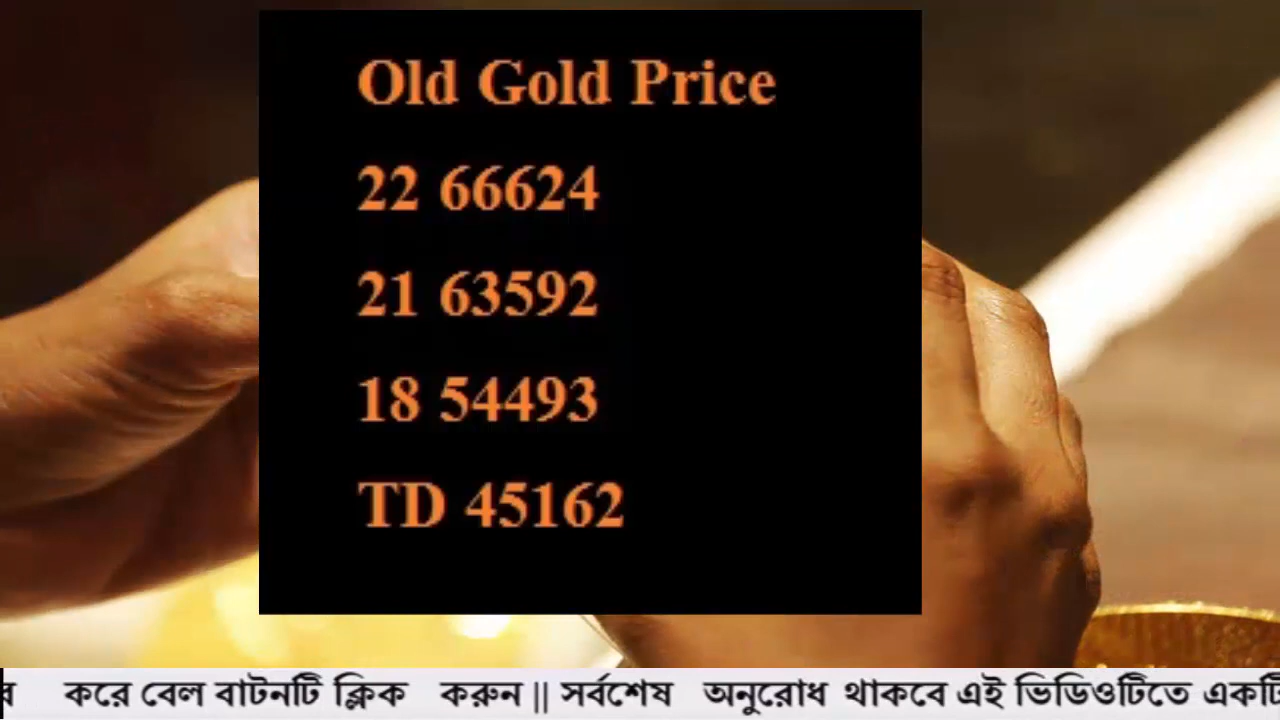 Old Gold Price
22 66624
21 63592
18 54493
TD 45162
করে বেল বাটনটি ক্লিক করুন || সর্বশেষ অনুরোধ থাকবে এই ভিডিওটিতে